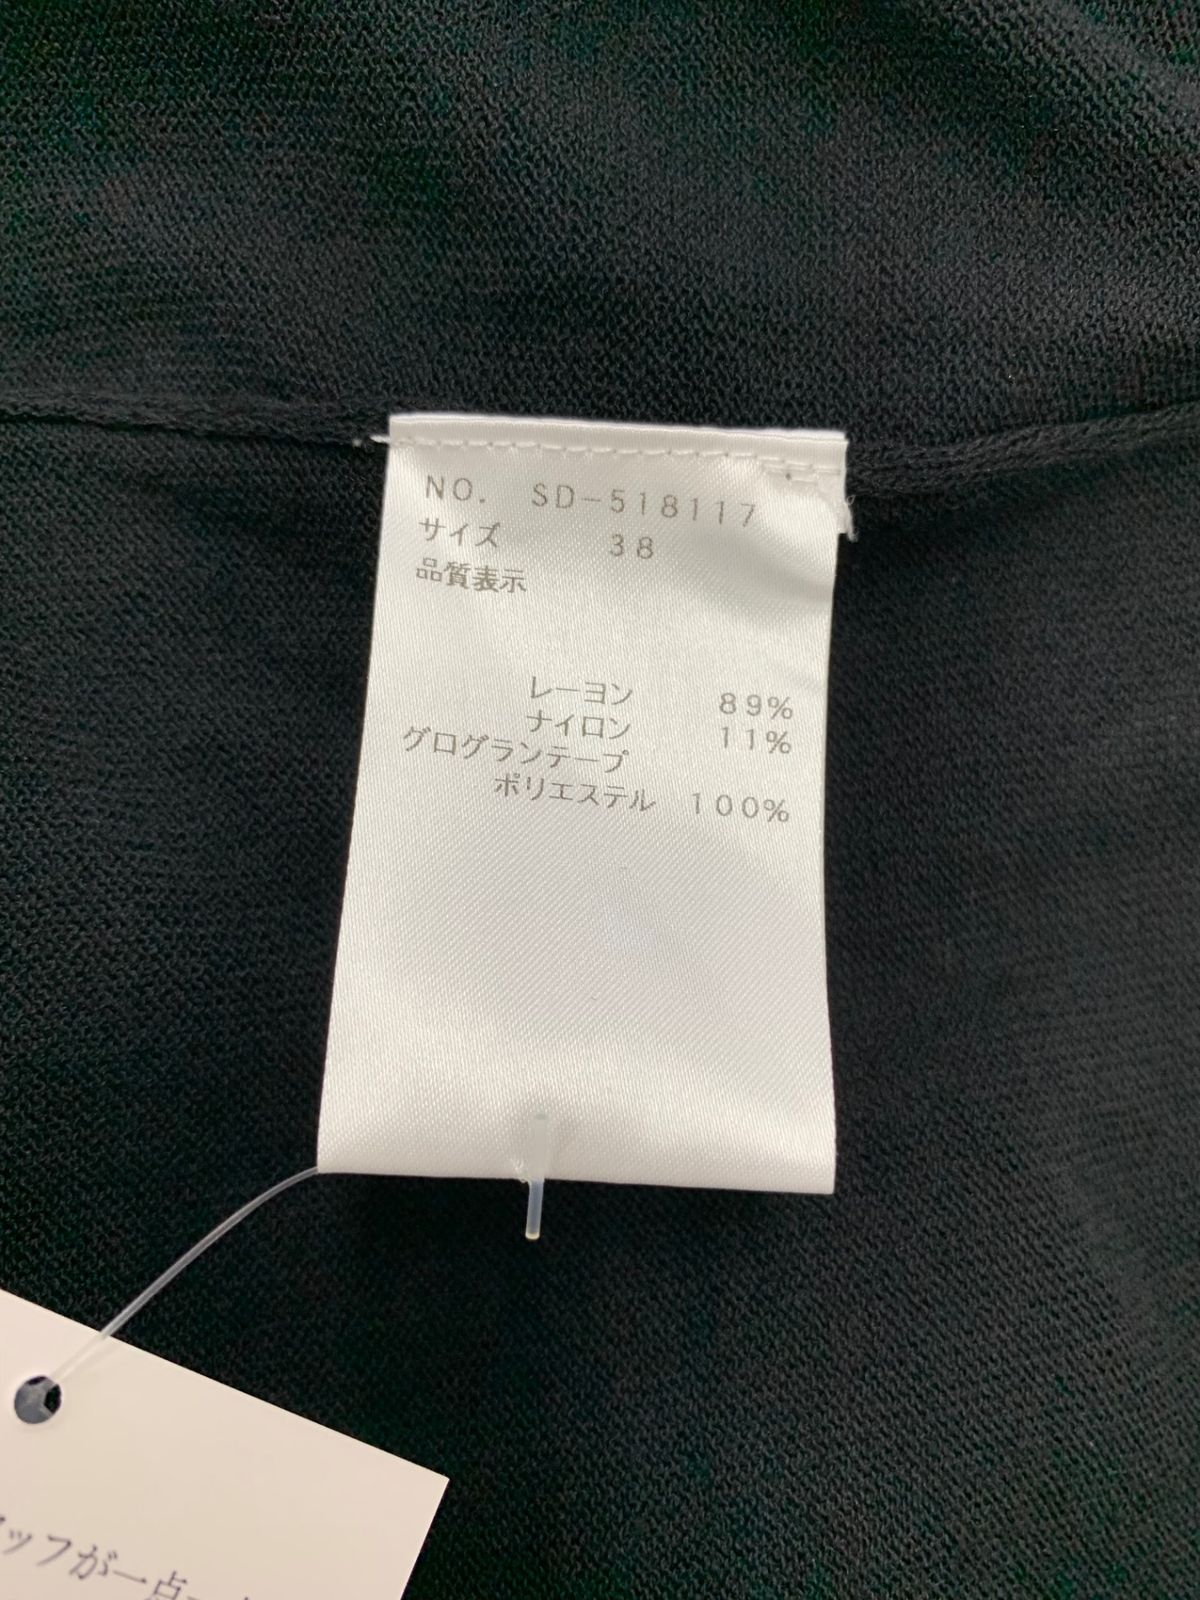 NO. SD-518117
サイズ 38
品質表示
レーヨン 89%
ナイロン 11%
グログランテープ
ポリエステル 100%
ッフが一点